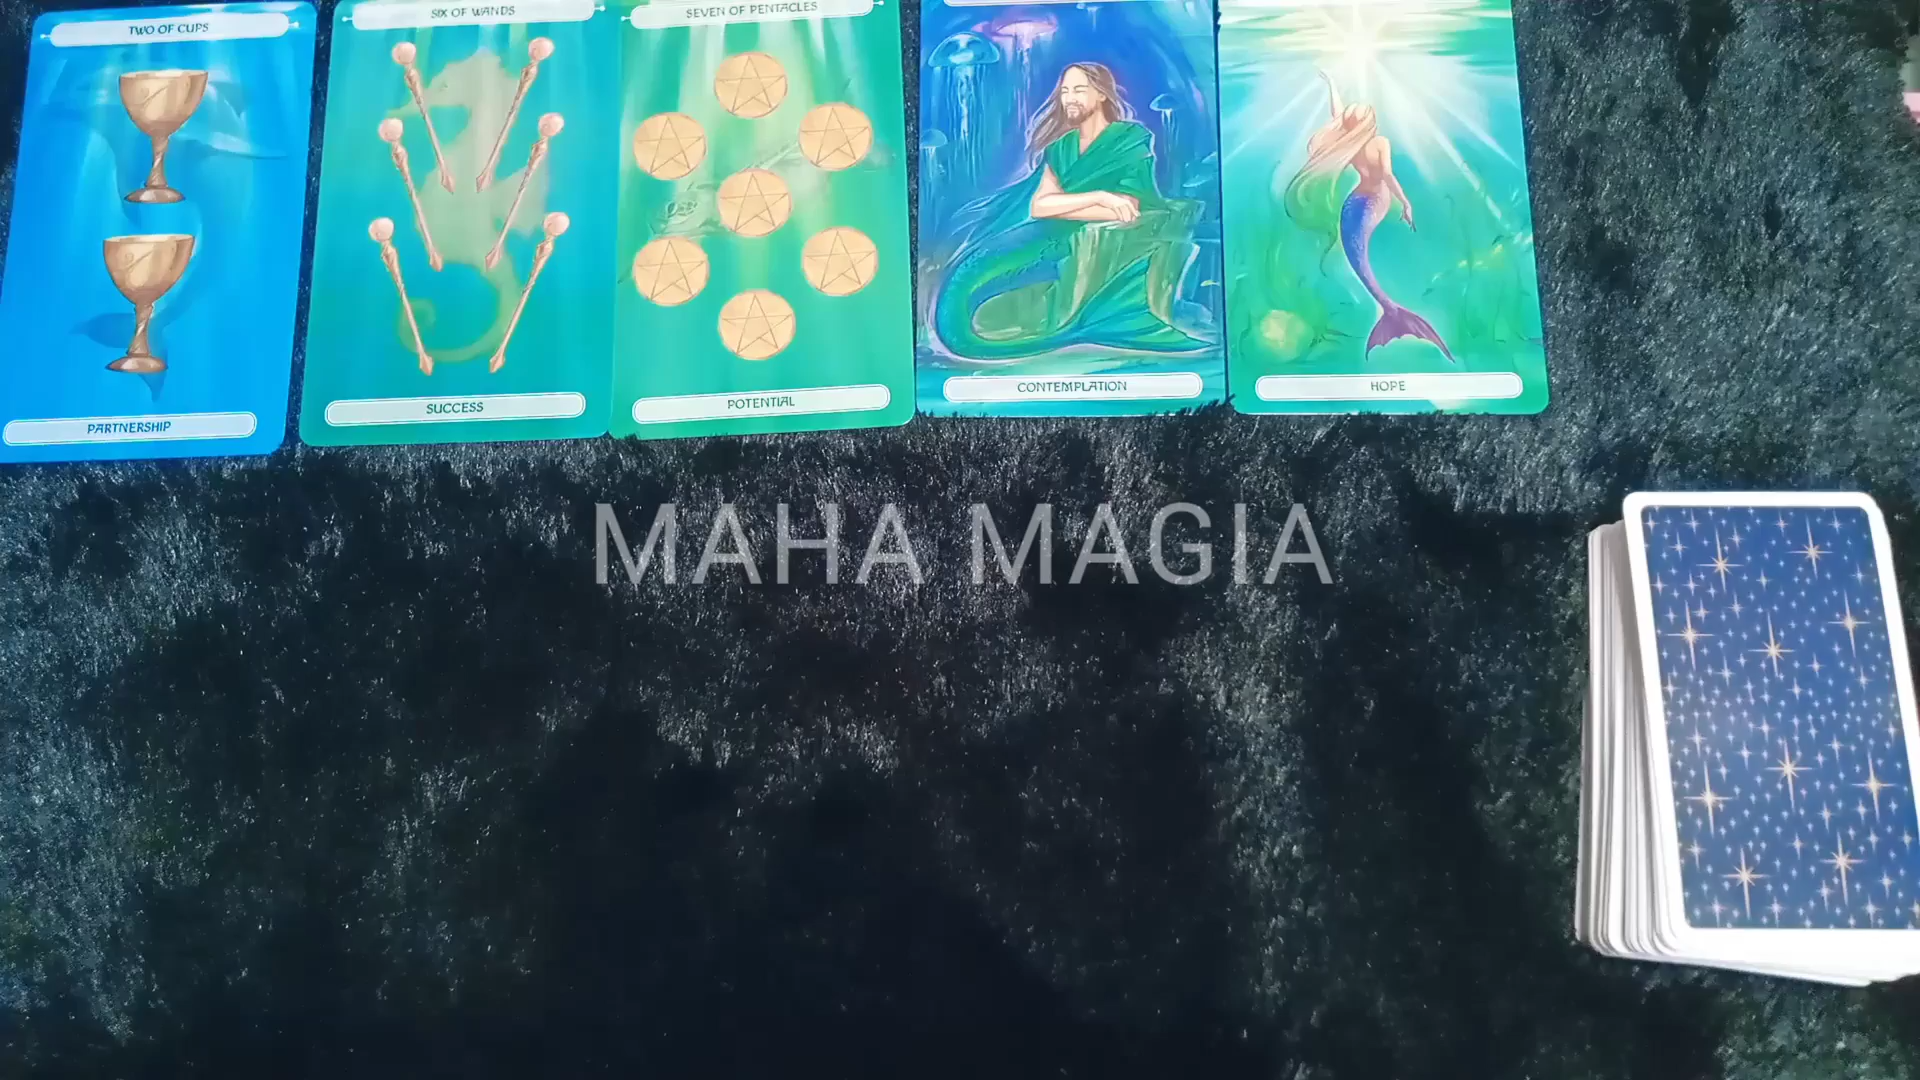 TWO OF CUPS
SIX OF WANDS
SEVEN OF PENTACLES
PARTNERSHIP
SUCCESS
POTENTIAL
CONTEMPLATION
HOPE
MAHA MAGIA